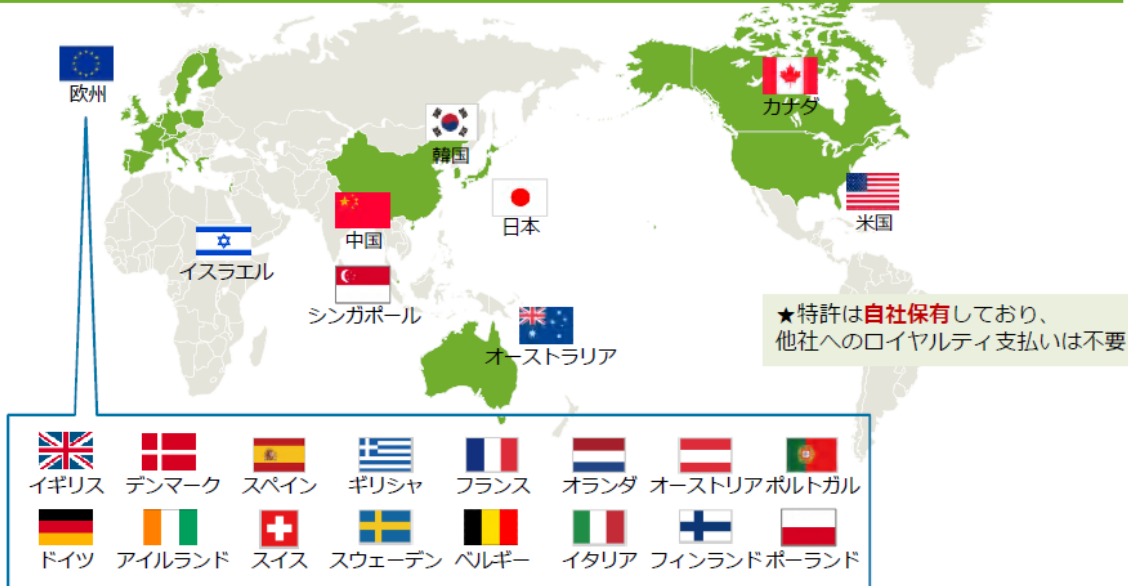 欧州
カナダ
韓国
米国
日本
中国
イスラエル
シンガポール
オーストラリア
★特許は自社保有しており、
他社へのロイヤルティ支払いは不要
イギリス デンマーク スペイン ギリシャ フランス オランダ オーストリア ポルトガル
ドイツ アイルランド スイス スウェーデン ベルギー イタリア フィンランド ポーランド